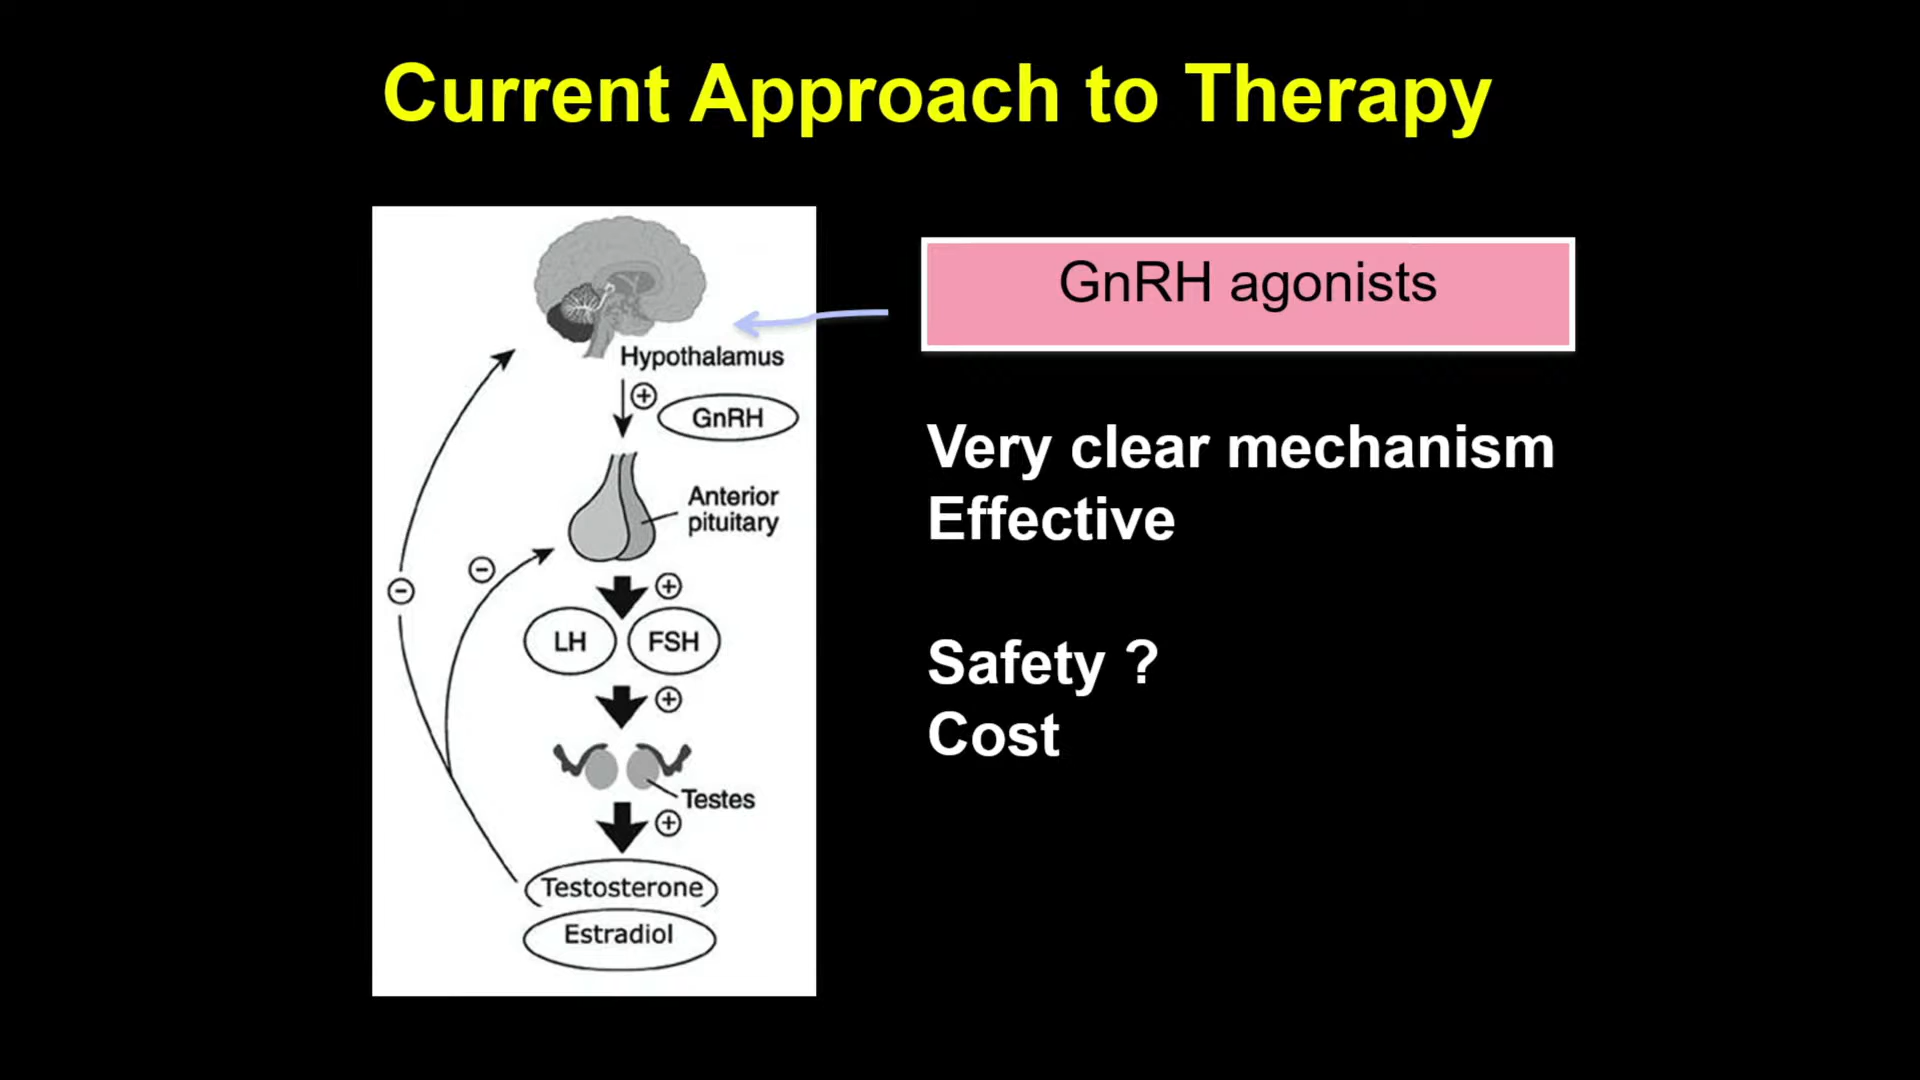 Current Approach to Therapy
Hypothalamus
+
GnRH
Anterior
pituitary
−
−
+
LH
FSH
+
Testes
+
Testosterone
Estradiol
GnRH agonists
Very clear mechanism
Effective
Safety ?
Cost